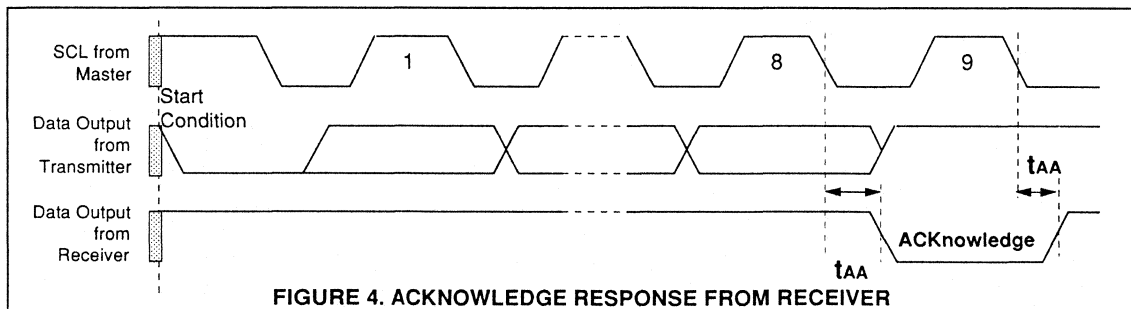 SCL from
Master
1
8
9
Start
Condition
Data Output
from
Transmitter
tAA
Data Output
from
Receiver
ACKnowledge
tAA
FIGURE 4. ACKNOWLEDGE RESPONSE FROM RECEIVER